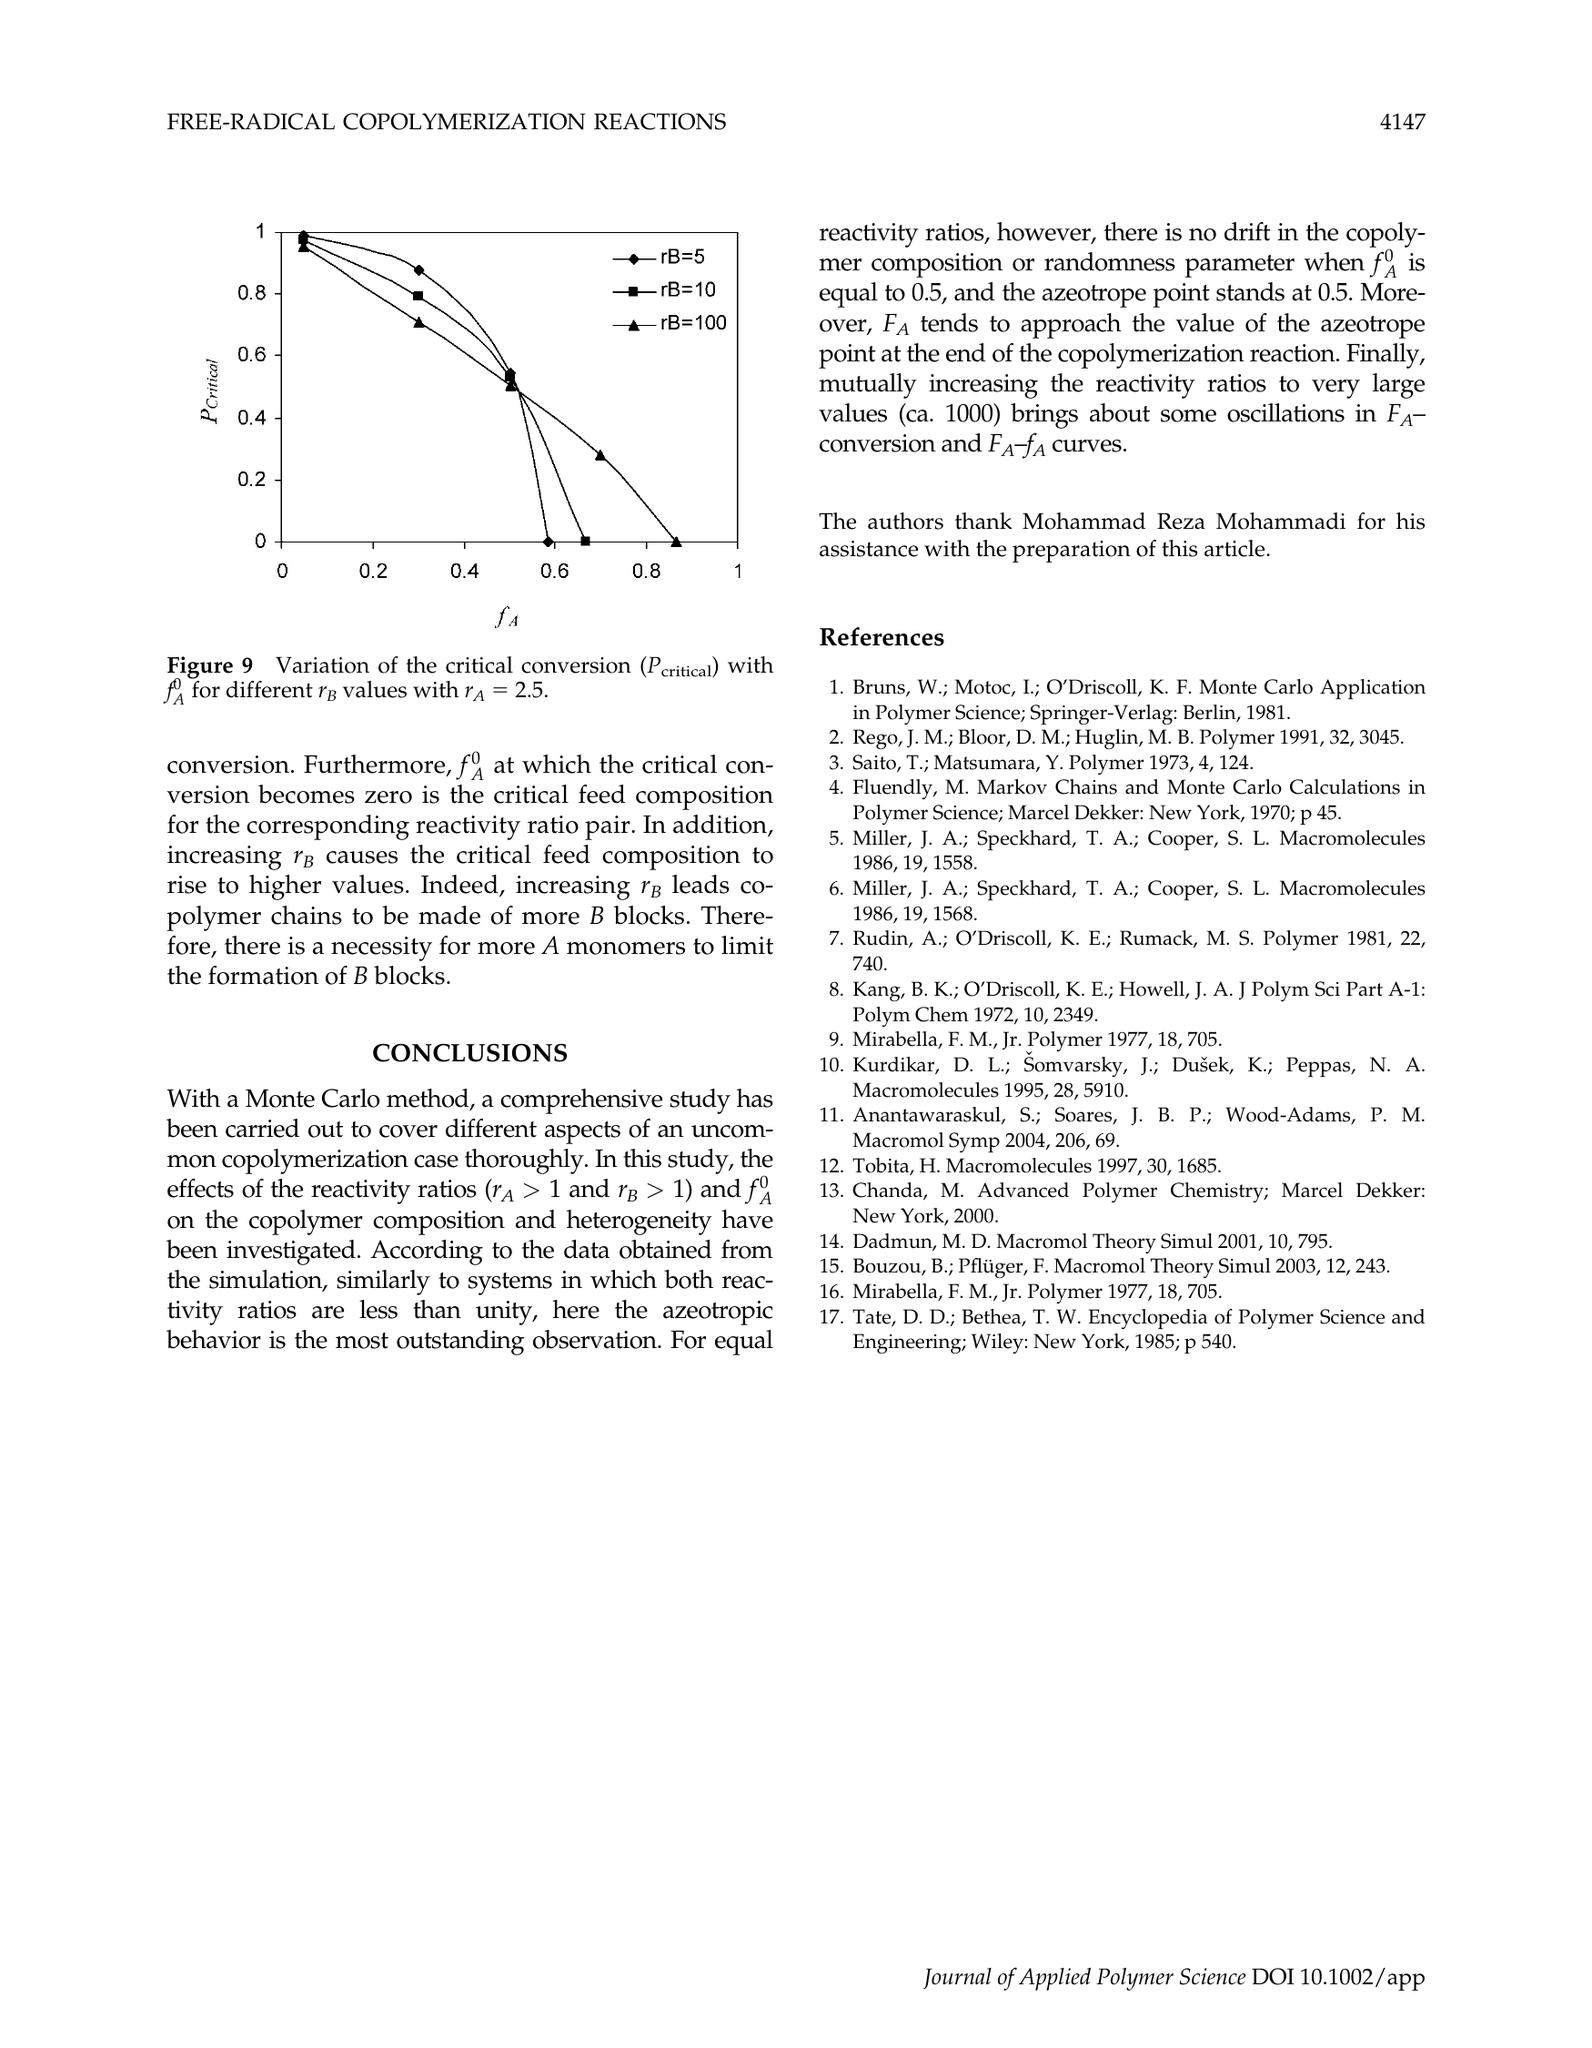 FREE-RADICAL COPOLYMERIZATION REACTIONS
4147
1
0.8
0.6
0.4
0.2
0
0 0.2 0.4 0.6 0.8 1
P_Critical
f_A
rB=5
rB=10
rB=100
Figure 9 Variation of the critical conversion (P_critical) with
f_A^0 for different r_B values with r_A = 2.5.
conversion. Furthermore, f_A^0 at which the critical con-
version becomes zero is the critical feed composition
for the corresponding reactivity ratio pair. In addition,
increasing r_B causes the critical feed composition to
rise to higher values. Indeed, increasing r_B leads co-
polymer chains to be made of more B blocks. There-
fore, there is a necessity for more A monomers to limit
the formation of B blocks.
CONCLUSIONS
With a Monte Carlo method, a comprehensive study has
been carried out to cover different aspects of an uncom-
mon copolymerization case thoroughly. In this study, the
effects of the reactivity ratios (r_A > 1 and r_B > 1) and f_A^0
on the copolymer composition and heterogeneity have
been investigated. According to the data obtained from
the simulation, similarly to systems in which both reac-
tivity ratios are less than unity, here the azeotropic
behavior is the most outstanding observation. For equal
reactivity ratios, however, there is no drift in the copoly-
mer composition or randomness parameter when f_A^0 is
equal to 0.5, and the azeotrope point stands at 0.5. More-
over, F_A tends to approach the value of the azeotrope
point at the end of the copolymerization reaction. Finally,
mutually increasing the reactivity ratios to very large
values (ca. 1000) brings about some oscillations in F_A–
conversion and F_A–f_A curves.
The authors thank Mohammad Reza Mohammadi for his
assistance with the preparation of this article.
References
1. Bruns, W.; Motoc, I.; O'Driscoll, K. F. Monte Carlo Application
in Polymer Science; Springer-Verlag: Berlin, 1981.
2. Rego, J. M.; Bloor, D. M.; Huglin, M. B. Polymer 1991, 32, 3045.
3. Saito, T.; Matsumara, Y. Polymer 1973, 4, 124.
4. Fluendly, M. Markov Chains and Monte Carlo Calculations in
Polymer Science; Marcel Dekker: New York, 1970; p 45.
5. Miller, J. A.; Speckhard, T. A.; Cooper, S. L. Macromolecules
1986, 19, 1558.
6. Miller, J. A.; Speckhard, T. A.; Cooper, S. L. Macromolecules
1986, 19, 1568.
7. Rudin, A.; O'Driscoll, K. E.; Rumack, M. S. Polymer 1981, 22,
740.
8. Kang, B. K.; O'Driscoll, K. E.; Howell, J. A. J Polym Sci Part A-1:
Polym Chem 1972, 10, 2349.
9. Mirabella, F. M., Jr. Polymer 1977, 18, 705.
10. Kurdikar, D. L.; Šomvarsky, J.; Dušek, K.; Peppas, N. A.
Macromolecules 1995, 28, 5910.
11. Anantawaraskul, S.; Soares, J. B. P.; Wood-Adams, P. M.
Macromol Symp 2004, 206, 69.
12. Tobita, H. Macromolecules 1997, 30, 1685.
13. Chanda, M. Advanced Polymer Chemistry; Marcel Dekker:
New York, 2000.
14. Dadmun, M. D. Macromol Theory Simul 2001, 10, 795.
15. Bouzou, B.; Pflüger, F. Macromol Theory Simul 2003, 12, 243.
16. Mirabella, F. M., Jr. Polymer 1977, 18, 705.
17. Tate, D. D.; Bethea, T. W. Encyclopedia of Polymer Science and
Engineering; Wiley: New York, 1985; p 540.
Journal of Applied Polymer Science DOI 10.1002/app